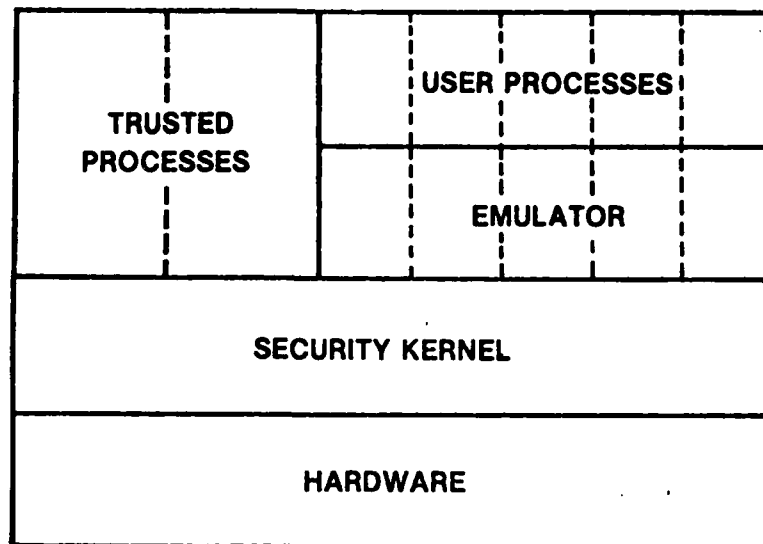 TRUSTED
PROCESSES
USER PROCESSES
EMULATOR
SECURITY KERNEL
HARDWARE